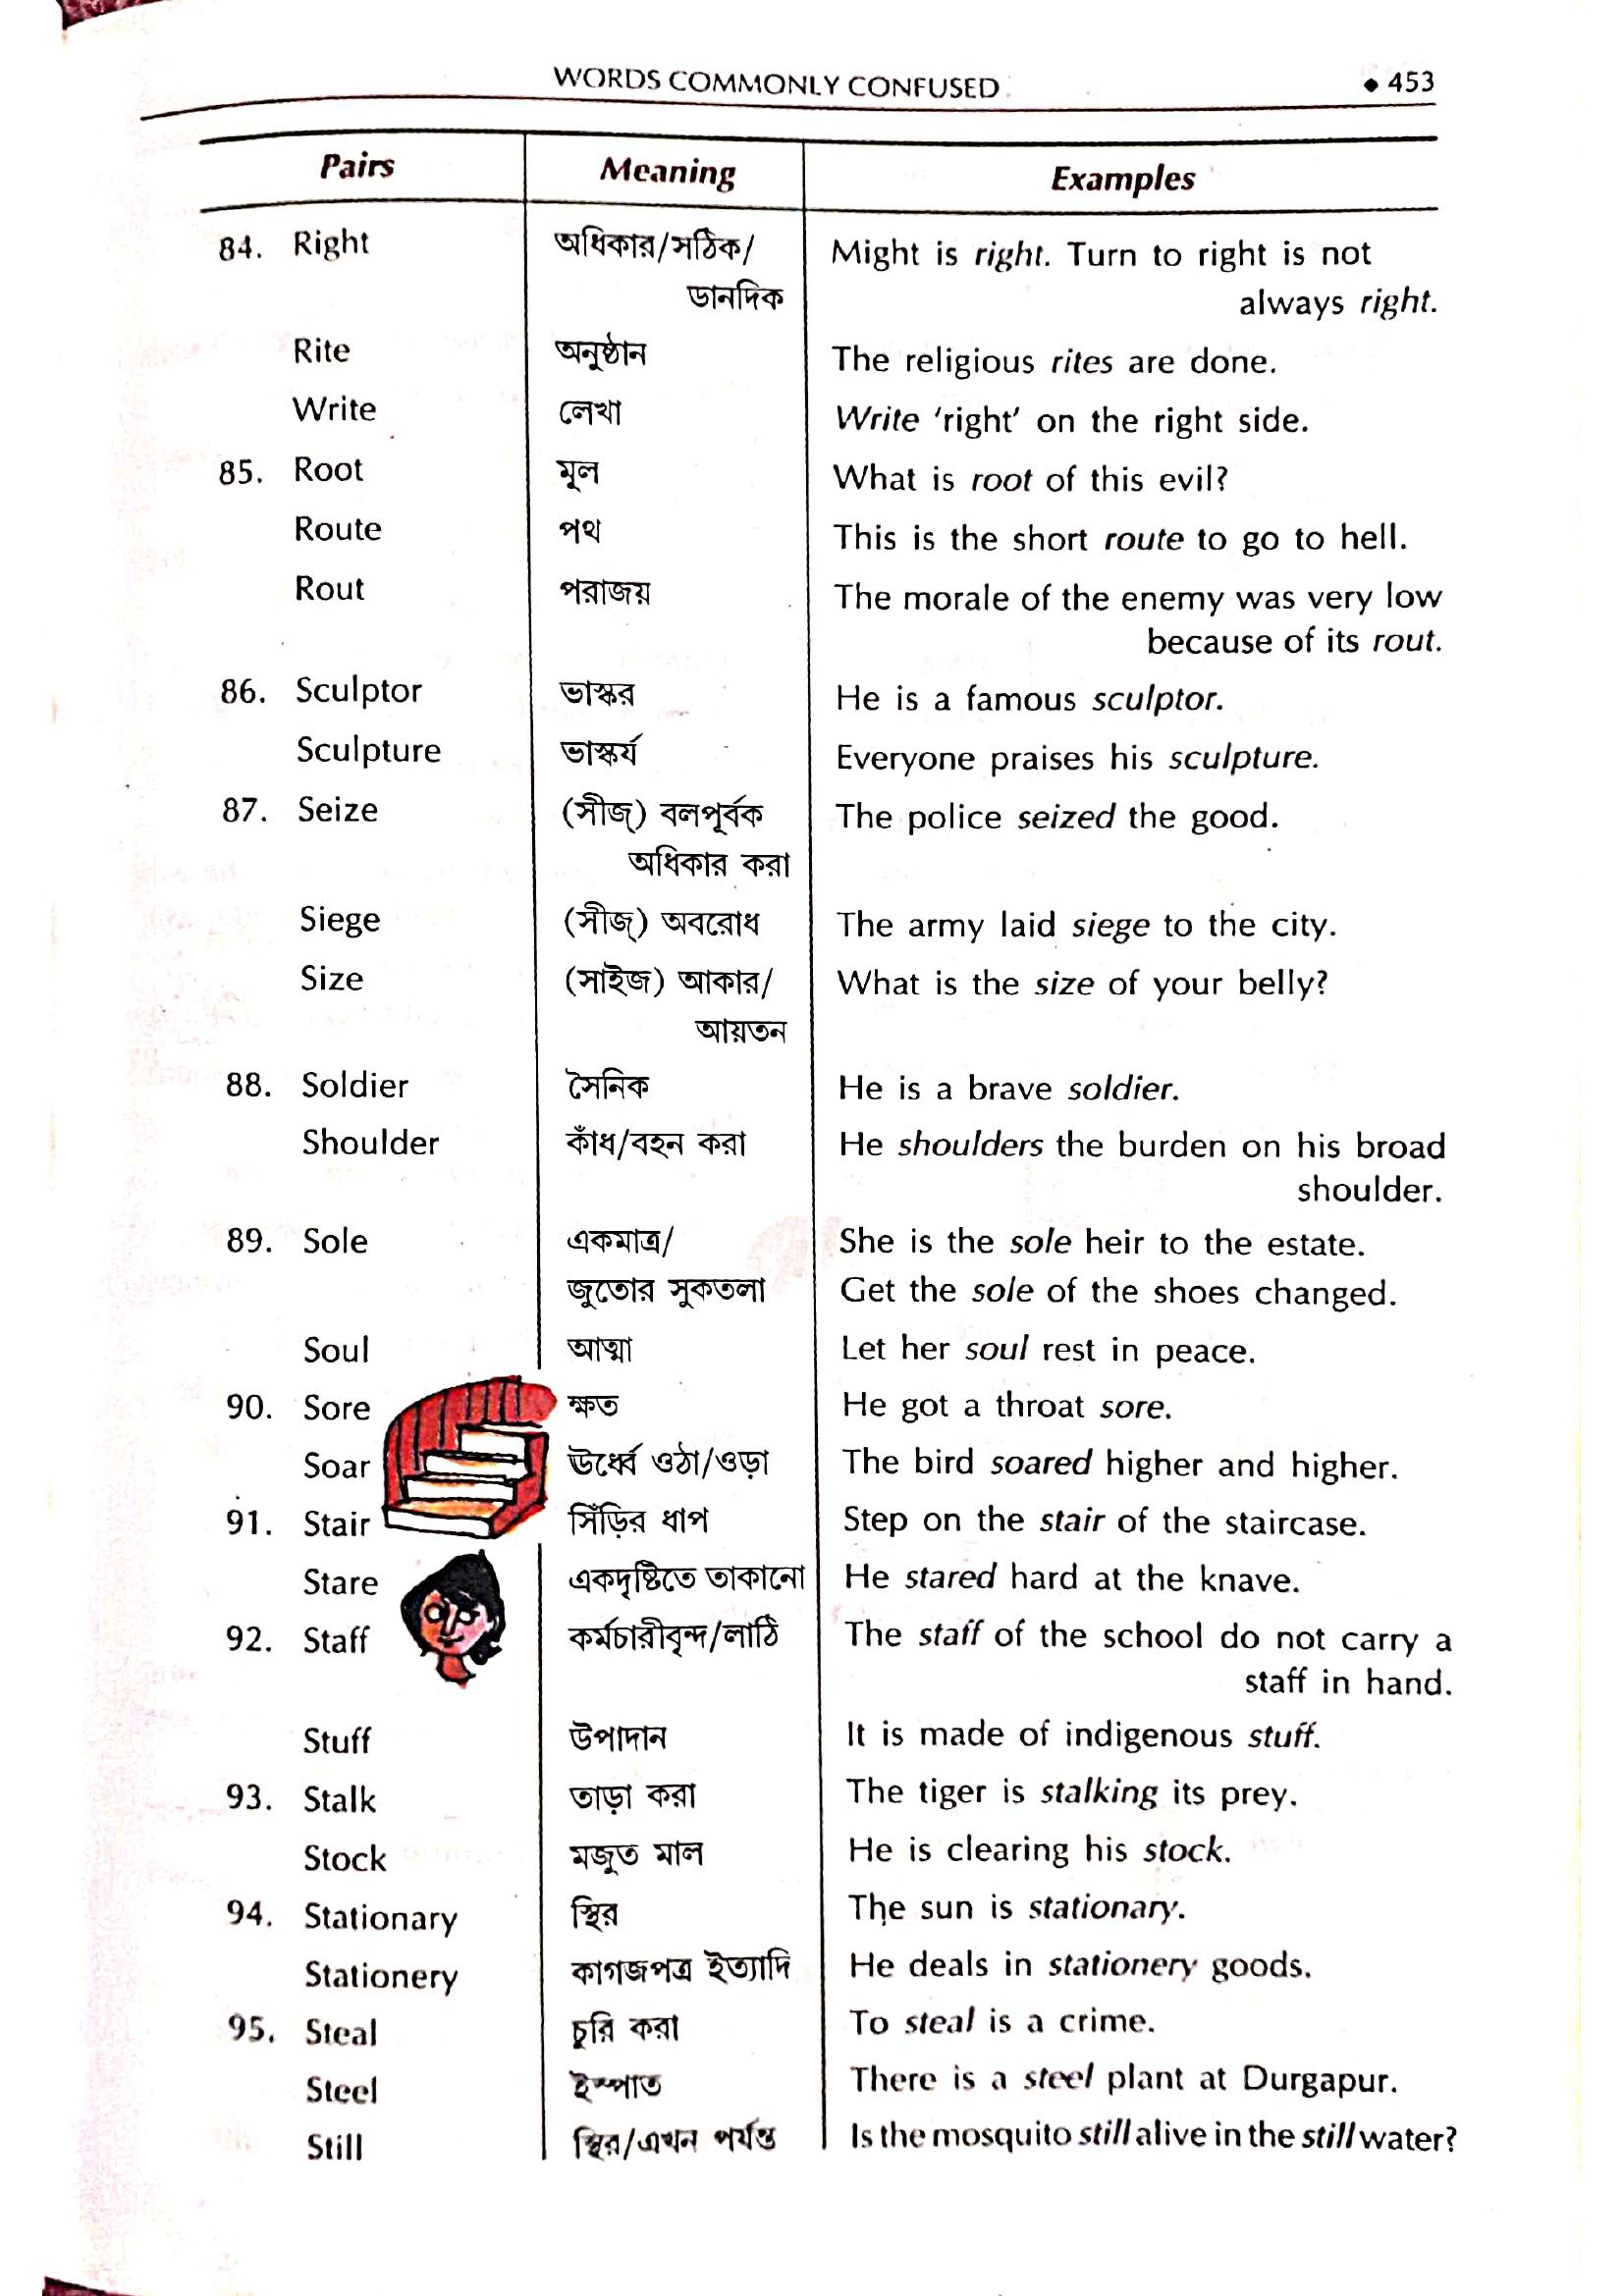 WORDS COMMONLY CONFUSED ◆ 453
Pairs Meaning Examples
84. Right অধিকার/সঠিক/ Might is right. Turn to right is not
ডানদিক always right.
Rite অনুষ্ঠান The religious rites are done.
Write লেখা Write ‘right’ on the right side.
85. Root মূল What is root of this evil?
Route পথ This is the short route to go to hell.
Rout পরাজয় The morale of the enemy was very low
because of its rout.
86. Sculptor ভাস্কর He is a famous sculptor.
Sculpture ভাস্কর্য Everyone praises his sculpture.
87. Seize (সীজ্) বলপূর্বক The police seized the good.
অধিকার করা
Siege (সীজ্) অবরোধ The army laid siege to the city.
Size (সাইজ) আকার/ What is the size of your belly?
আয়তন
88. Soldier সৈনিক He is a brave soldier.
Shoulder কাঁধ/বহন করা He shoulders the burden on his broad
shoulder.
89. Sole একমাত্র/ She is the sole heir to the estate.
জুতোর সুকতলা Get the sole of the shoes changed.
Soul আত্মা Let her soul rest in peace.
90. Sore ক্ষত He got a throat sore.
Soar ঊর্ধ্বে ওঠা/ওড়া The bird soared higher and higher.
91. Stair সিঁড়ির ধাপ Step on the stair of the staircase.
Stare একদৃষ্টিতে তাকানো He stared hard at the knave.
92. Staff কর্মচারীবৃন্দ/লাঠি The staff of the school do not carry a
staff in hand.
Stuff উপাদান It is made of indigenous stuff.
93. Stalk তাড়া করা The tiger is stalking its prey.
Stock মজুত মাল He is clearing his stock.
94. Stationary স্থির The sun is stationary.
Stationery কাগজপত্র ইত্যাদি He deals in stationery goods.
95. Steal চুরি করা To steal is a crime.
Steel ইস্পাত There is a steel plant at Durgapur.
Still স্থির/এখন পর্যন্ত Is the mosquito still alive in the still water?